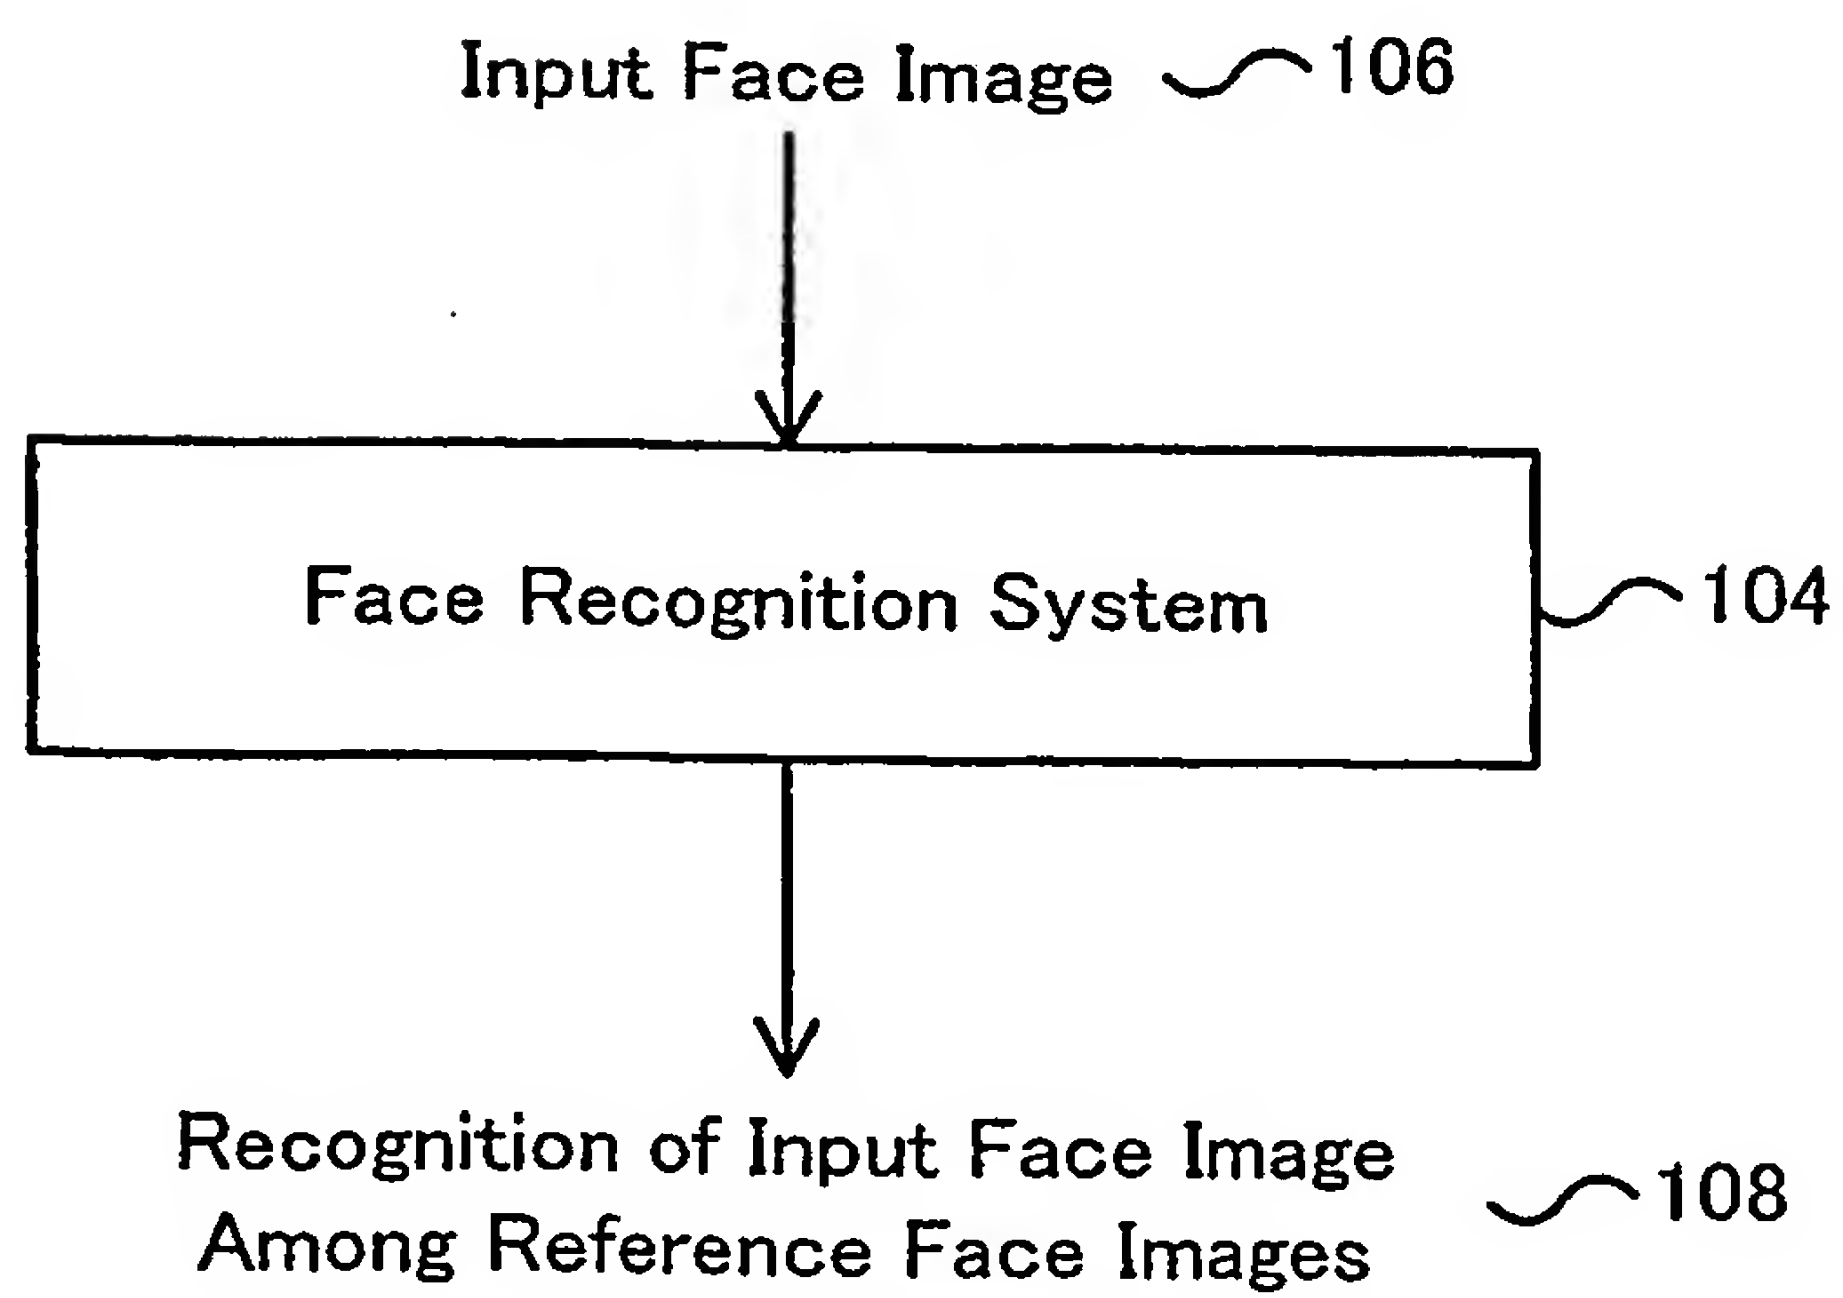 Input Face Image 106
Face Recognition System 104
Recognition of Input Face Image
Among Reference Face Images 108